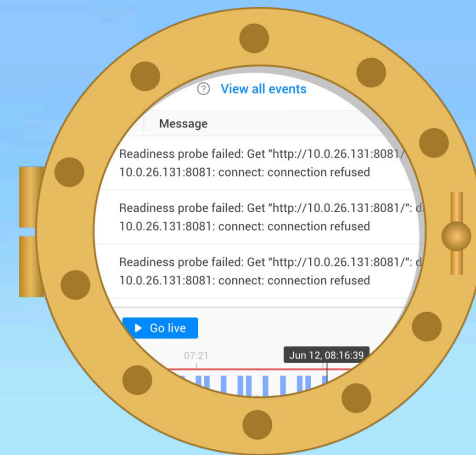 View all events
Message
Readiness probe failed: Get "http://10.0.26.131:8081/
10.0.26.131:8081: connect: connection refused
Readiness probe failed: Get "http://10.0.26.131:8081/": d
10.0.26.131:8081: connect: connection refused
Readiness probe failed: Get "http://10.0.26.131:8081/": d
10.0.26.131:8081: connect: connection refused
Go live
07:21
Jun 12, 08:16:39